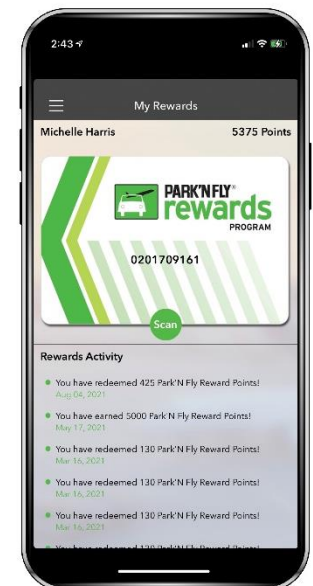 2:43
My Rewards
Michelle Harris 5375 Points
PARK'N FLY®
rewards
PROGRAM
0201709161
Scan
Rewards Activity
You have redeemed 425 Park'N Fly Reward Points!
Aug 04, 2021
You have earned 5000 Park'N Fly Reward Points!
May 17, 2021
You have redeemed 130 Park'N Fly Reward Points!
Mar 16, 2021
You have redeemed 130 Park'N Fly Reward Points!
Mar 16, 2021
You have redeemed 130 Park'N Fly Reward Points!
Mar 16, 2021